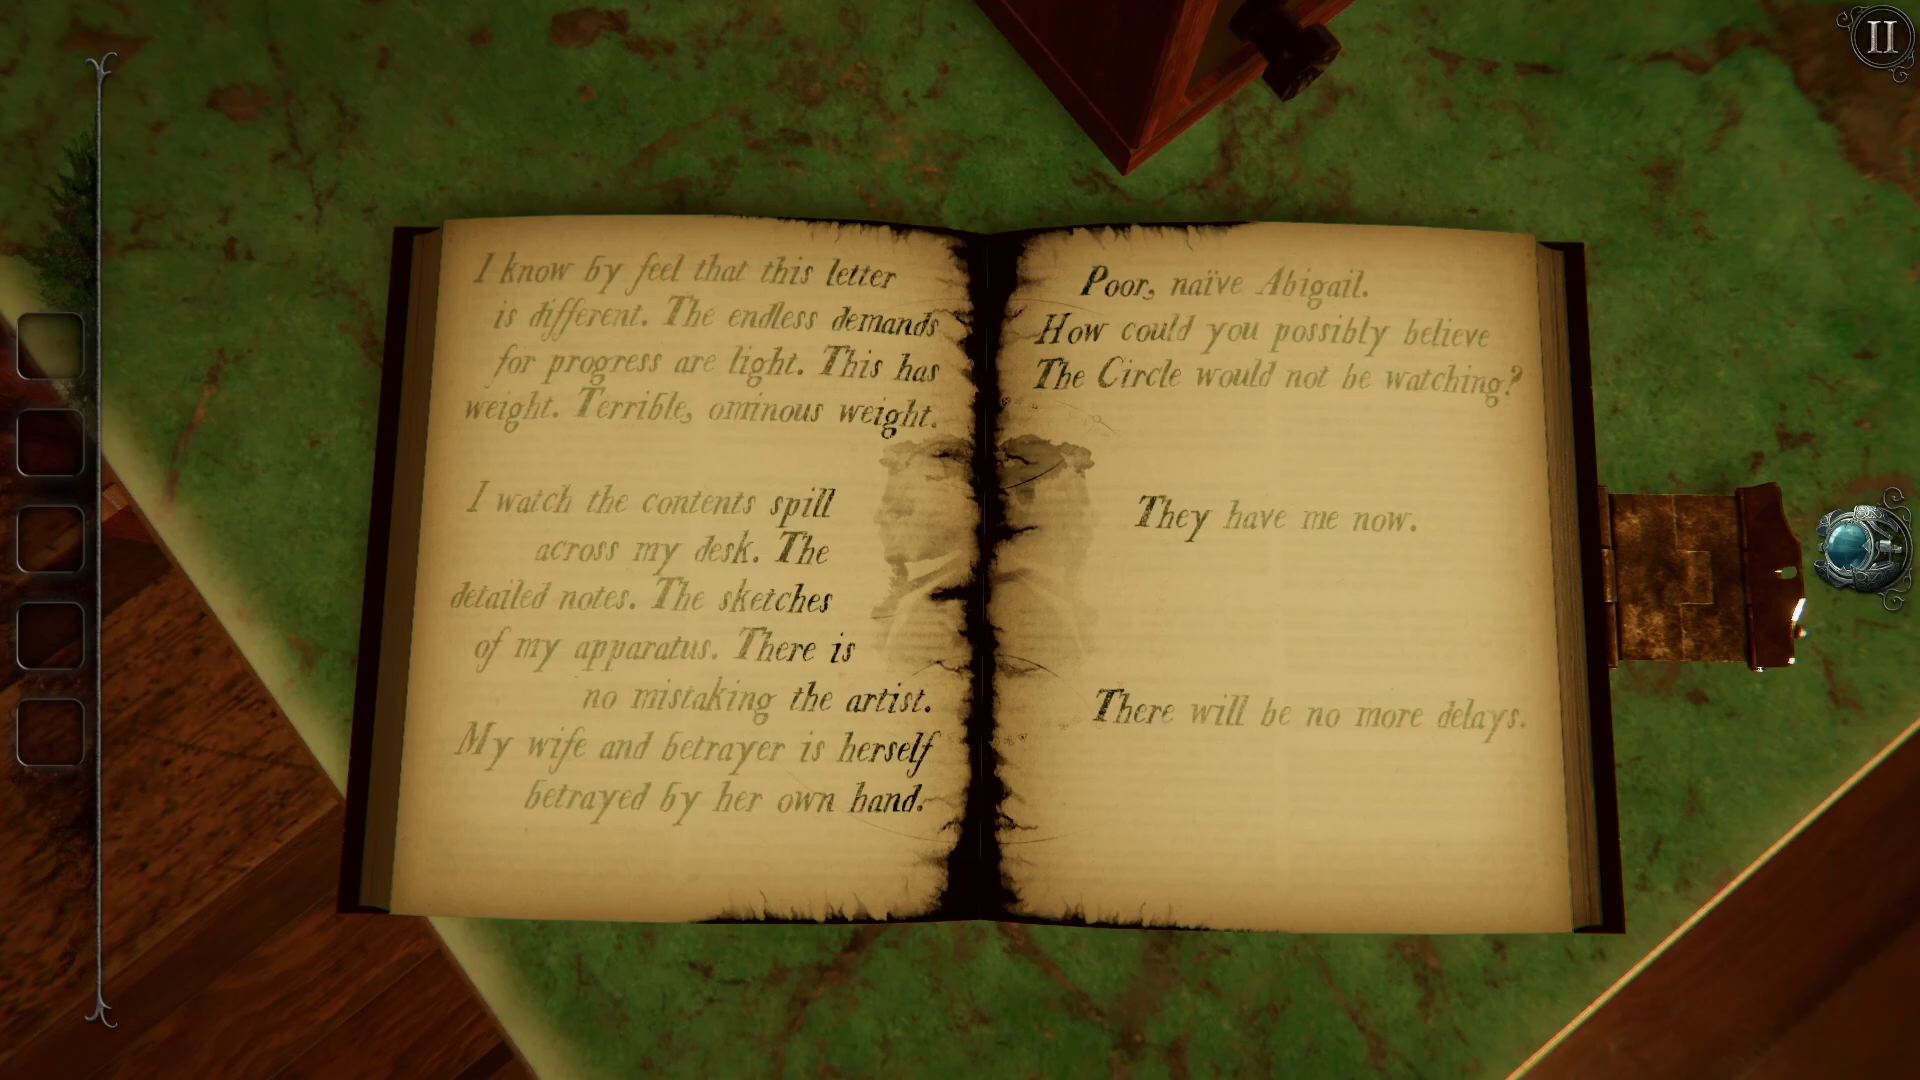 I know by feel that this letter
is different. The endless demands
for progress are light. This has
weight. Terrible, ominous weight.
I watch the contents spill
across my desk. The
detailed notes. The sketches
of my apparatus. There is
no mistaking the artist.
My wife and betrayer is herself
betrayed by her own hand.
Poor, naïve Abigail.
How could you possibly believe
The Circle would not be watching?
They have me now.
There will be no more delays.